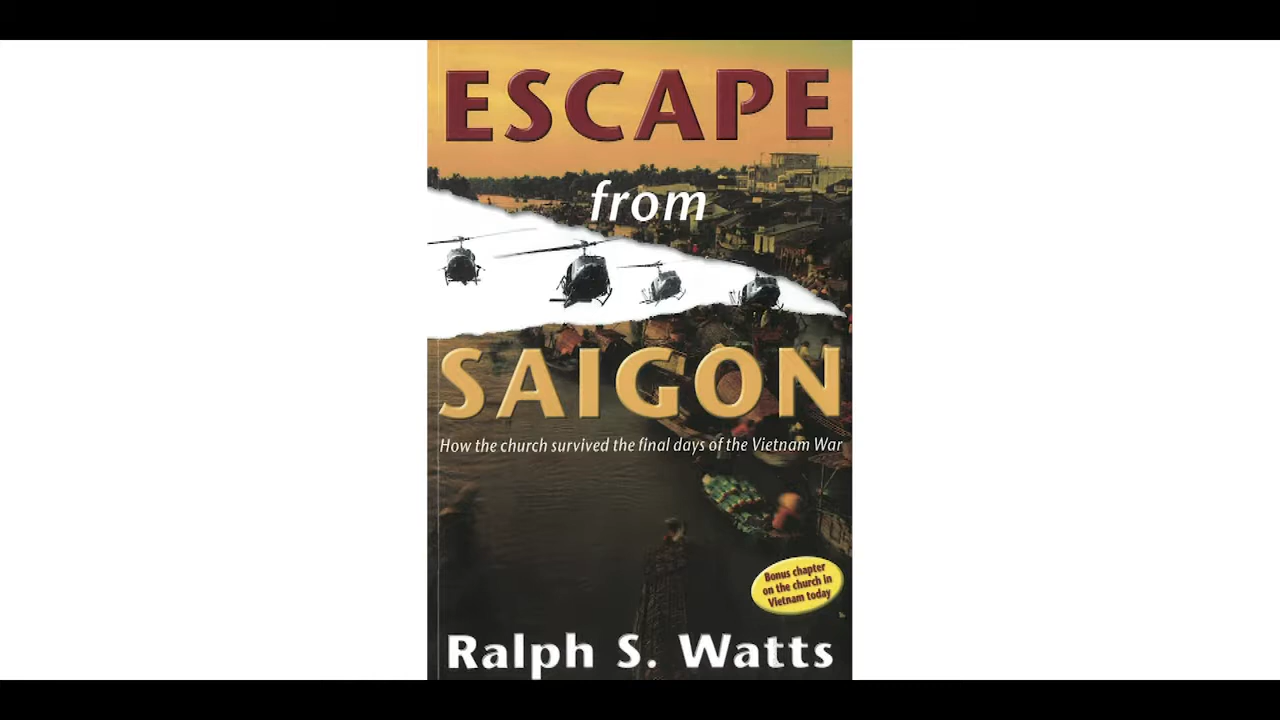 ESCAPE
from
SAIGON
How the church survived the final days of the Vietnam War
Bonus chapter
on the church in
Vietnam today
Ralph S. Watts